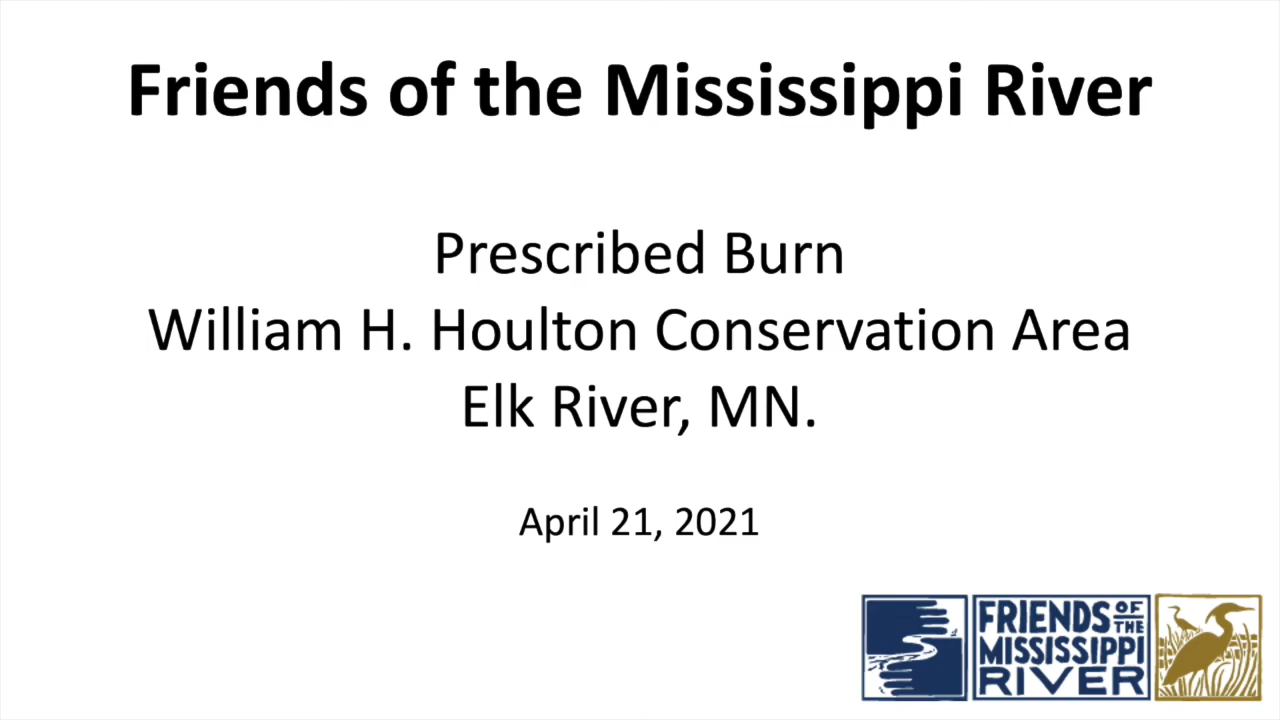 Friends of the Mississippi River
Prescribed Burn
William H. Houlton Conservation Area
Elk River, MN.
April 21, 2021
FRIENDS OF THE
MISSISSIPPI
RIVER